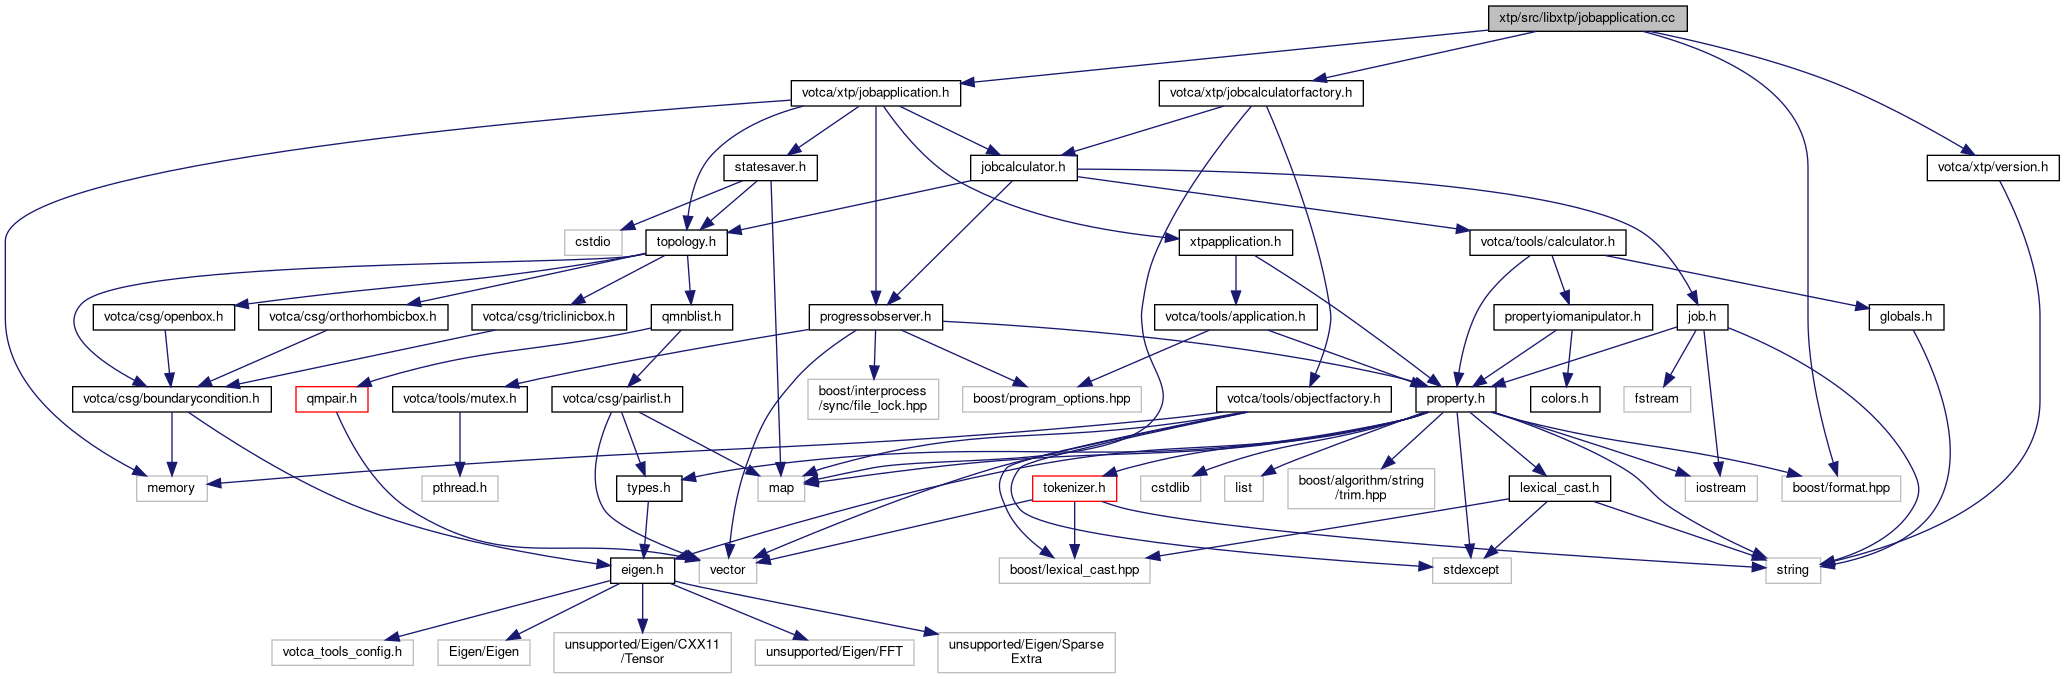 xtp/src/libxtp/jobapplication.cc
votca/xtp/jobapplication.h
votca/xtp/jobcalculatorfactory.h
statesaver.h
jobcalculator.h
votca/xtp/version.h
cstdio
topology.h
xtpapplication.h
votca/tools/calculator.h
votca/csg/openbox.h
votca/csg/orthorhombicbox.h
votca/csg/triclinicbox.h
qmnblist.h
progressobserver.h
votca/tools/application.h
propertyiomanipulator.h
job.h
globals.h
votca/csg/boundarycondition.h
qmpair.h
votca/tools/mutex.h
votca/csg/pairlist.h
boost/interprocess
/sync/file_lock.hpp
boost/program_options.hpp
votca/tools/objectfactory.h
property.h
colors.h
fstream
memory
pthread.h
types.h
map
tokenizer.h
cstdlib
list
boost/algorithm/string
/trim.hpp
lexical_cast.h
iostream
boost/format.hpp
eigen.h
vector
boost/lexical_cast.hpp
stdexcept
string
votca_tools_config.h
Eigen/Eigen
unsupported/Eigen/CXX11
/Tensor
unsupported/Eigen/FFT
unsupported/Eigen/Sparse
Extra